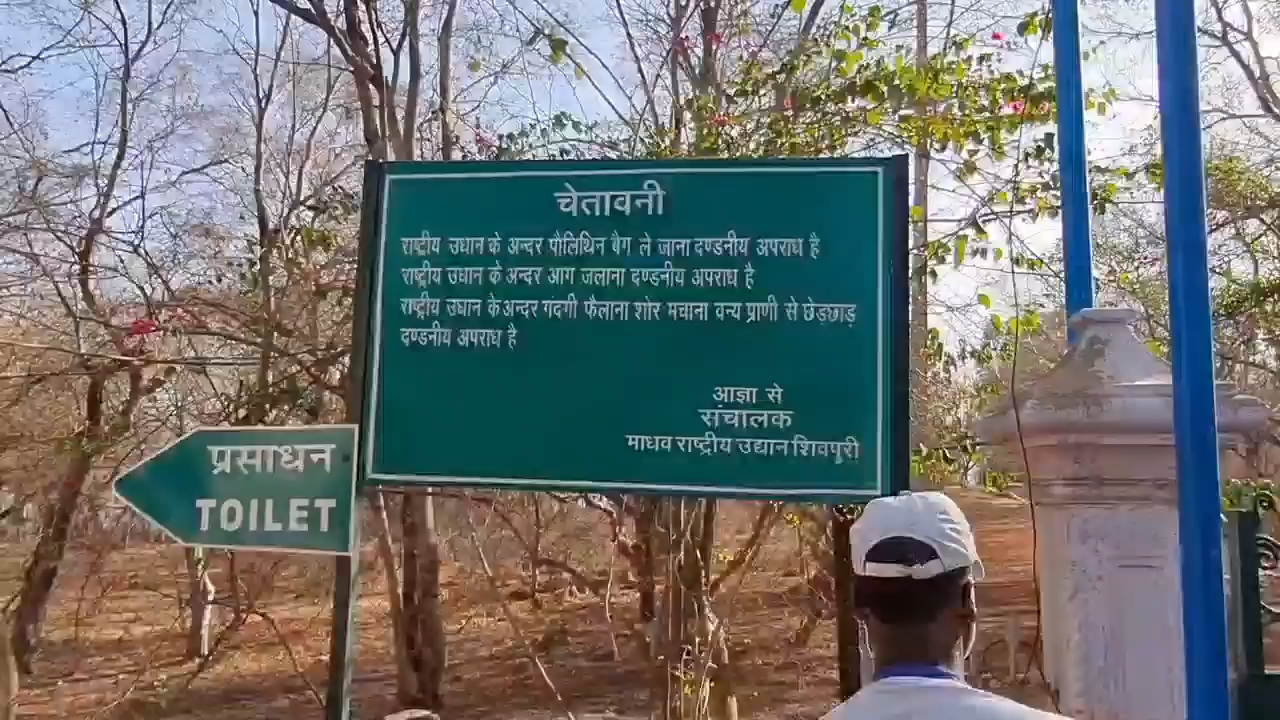 चेतावनी
राष्ट्रीय उधान के अन्दर पौलिथिन बैग ले जाना दण्डनीय अपराध है
राष्ट्रीय उधान के अन्दर आग जलाना दण्डनीय अपराध है
राष्ट्रीय उधान के अन्दर गंदगी फैलाना शोर मचाना वन्य प्राणी से छेड़छाड़
दण्डनीय अपराध है
आज्ञा से
संचालक
माधव राष्ट्रीय उद्यान शिवपुरी
प्रसाधन
TOILET